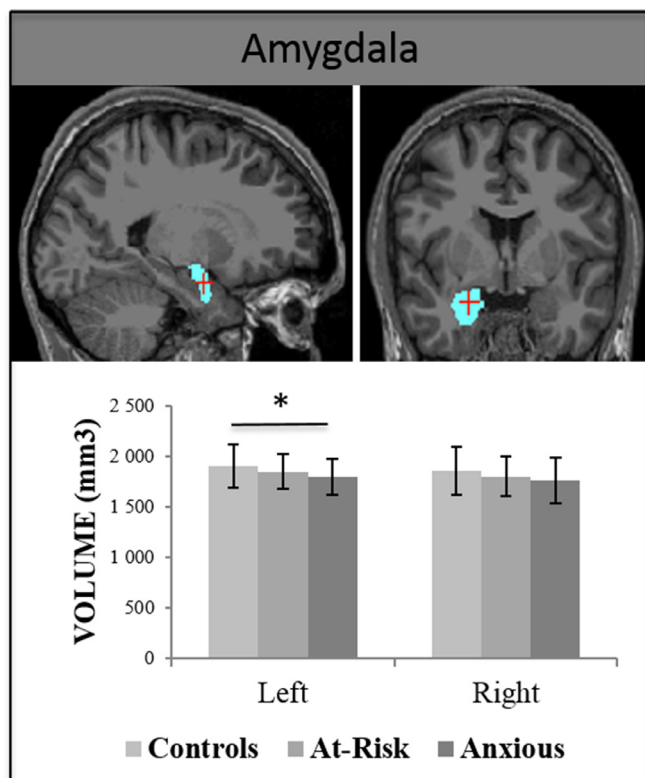 Amygdala
*
2 500
2 000
1 500
1 000
500
0
VOLUME (mm3)
Left Right
Controls At-Risk Anxious